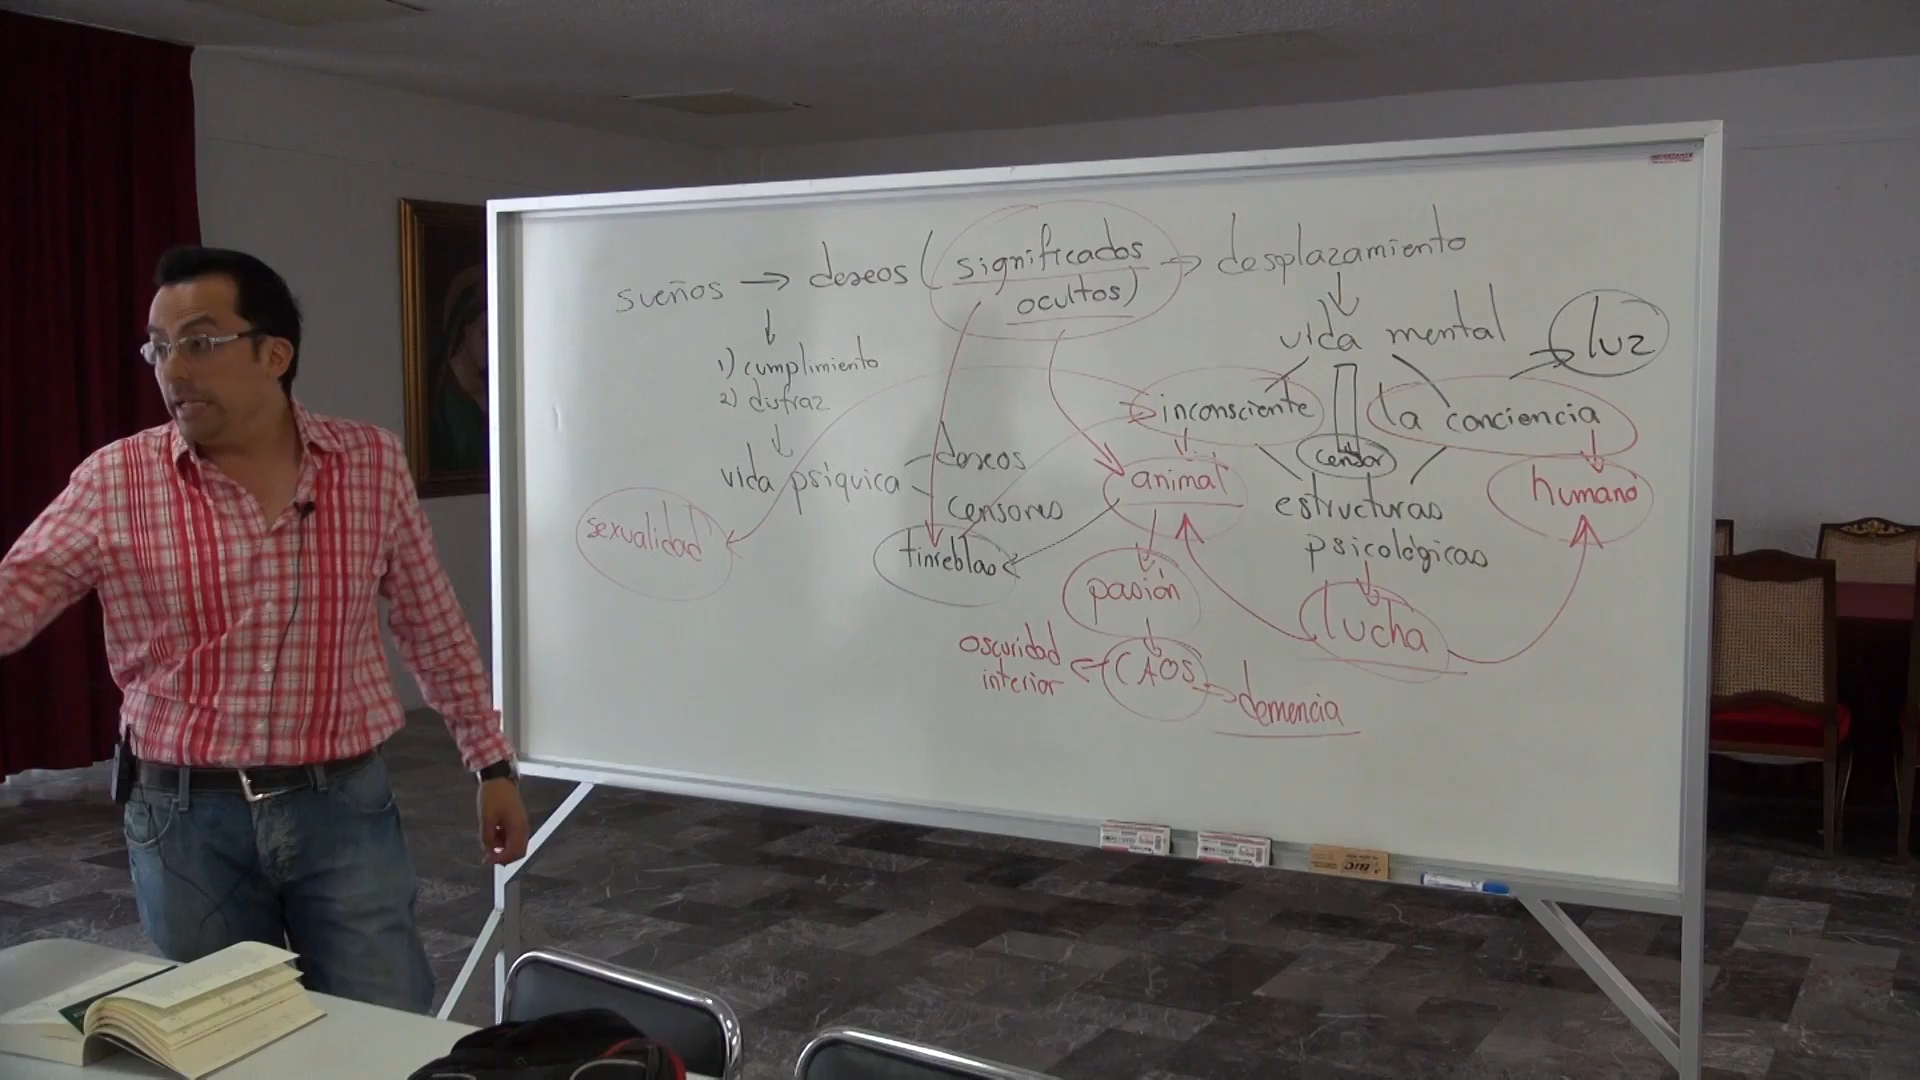 sueños → deseos (significados ocultos) → desplazamiento
vida mental
luz
1) cumplimiento
2) disfraz
inconsciente
la conciencia
censor
vida psíquica
deseos
censores
animal
humano
estructuras
psicológicas
sexualidad
tinieblas
pasión
lucha
oscuridad
interior
CAOS
demencia
BIC